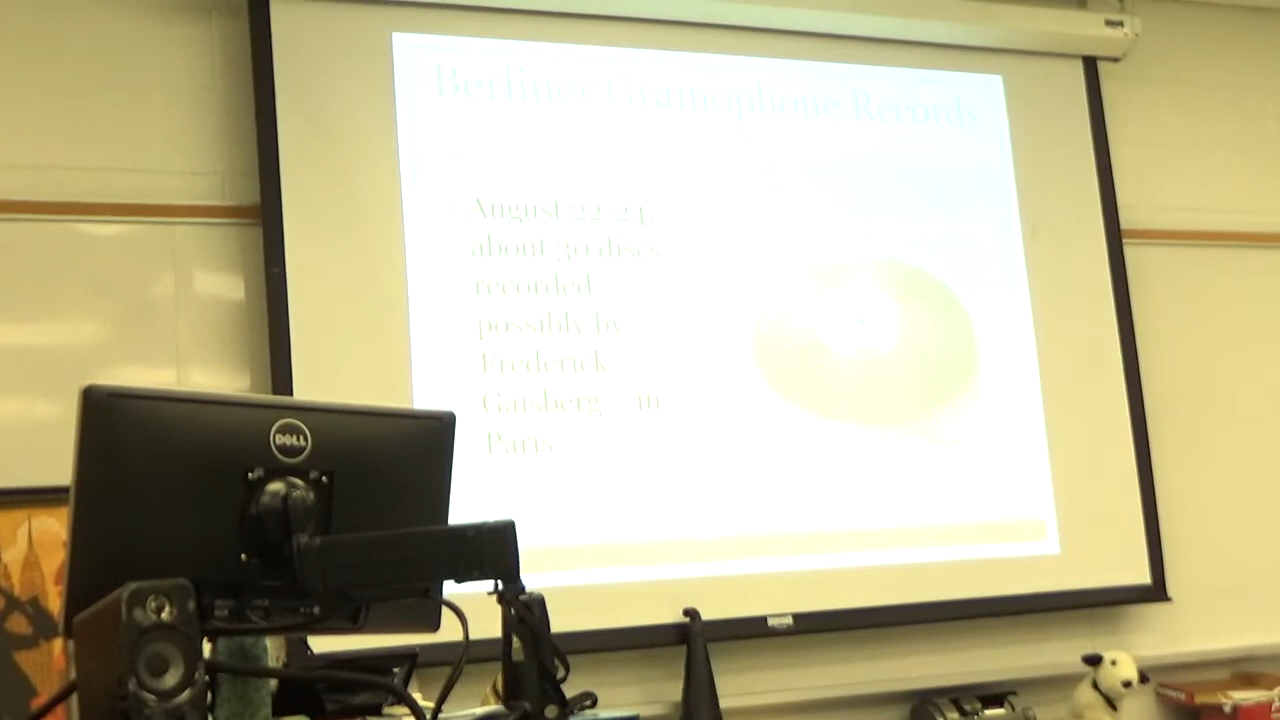 Berliner Gramophone Records
August 22-24,
about 30 discs
recorded
possibly by
Frederick
Gaisberg in
Paris
DELL